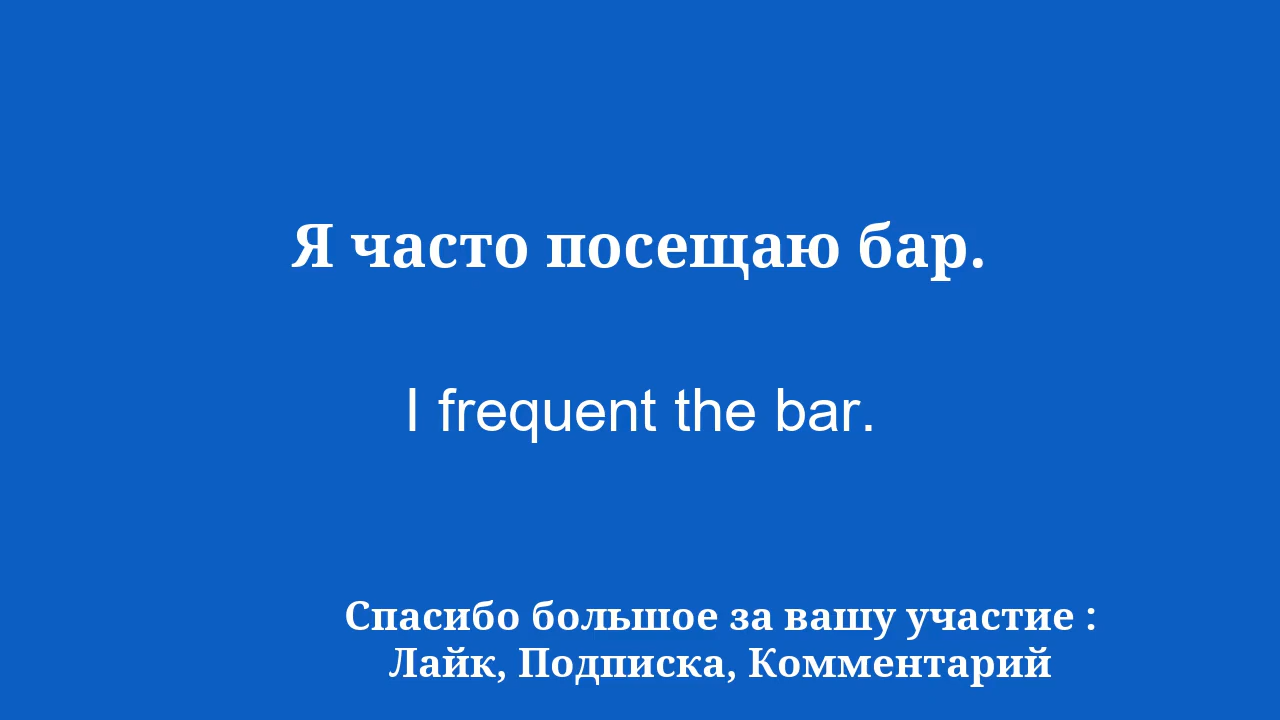 Я часто посещаю бар.
I frequent the bar.
Спасибо большое за вашу участие :
Лайк, Подписка, Комментарий